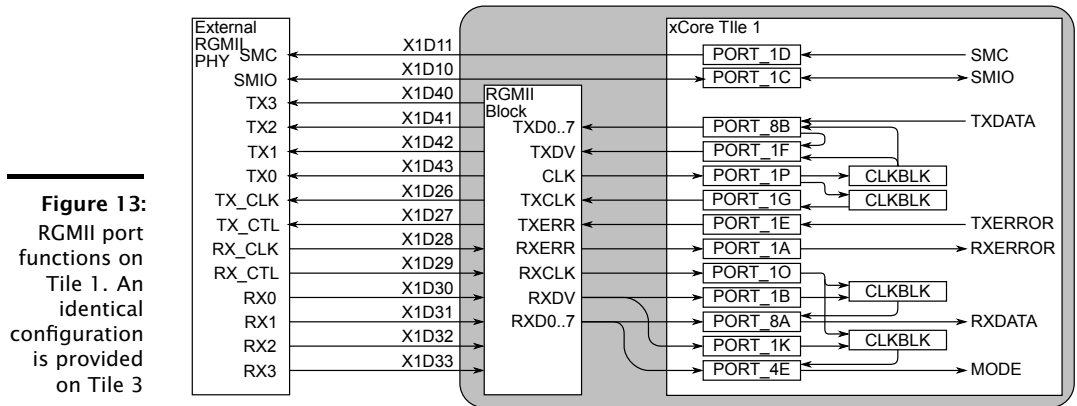 Figure 13:
RGMII port
functions on
Tile 1. An
identical
configuration
is provided
on Tile 3
External
RGMII
PHY
SMC
SMIO
TX3
TX2
TX1
TX0
TX_CLK
TX_CTL
RX_CLK
RX_CTL
RX0
RX1
RX2
RX3
X1D11
X1D10
X1D40
X1D41
X1D42
X1D43
X1D26
X1D27
X1D28
X1D29
X1D30
X1D31
X1D32
X1D33
RGMII
Block
TXD0..7
TXDV
CLK
TXCLK
TXERR
RXERR
RXCLK
RXDV
RXD0..7
xCore TIle 1
PORT_1D
PORT_1C
PORT_8B
PORT_1F
PORT_1P
PORT_1G
PORT_1E
PORT_1A
PORT_1O
PORT_1B
PORT_8A
PORT_1K
PORT_4E
CLKBLK
CLKBLK
CLKBLK
CLKBLK
SMC
SMIO
TXDATA
TXERROR
RXERROR
RXDATA
MODE